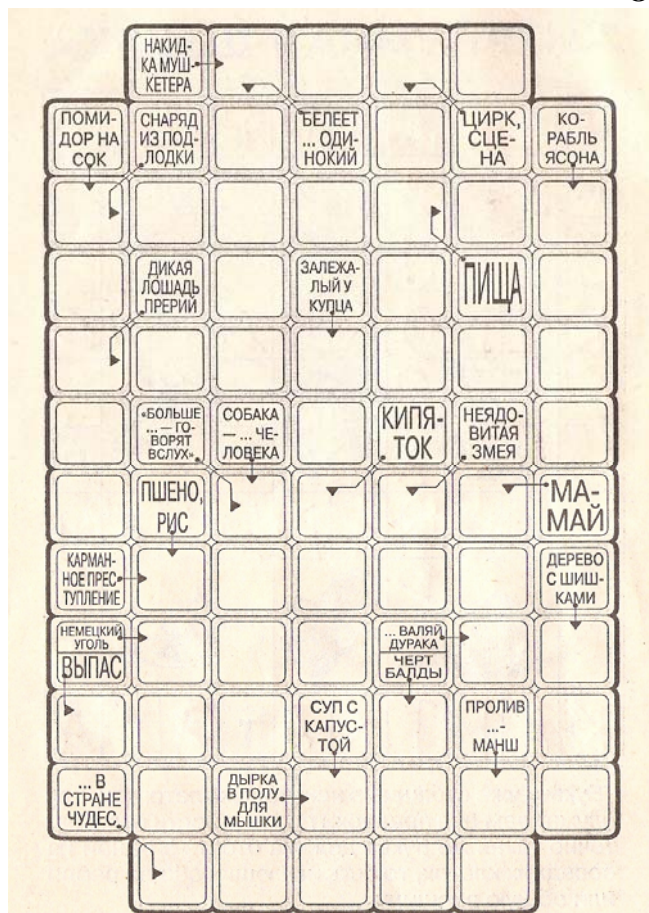 НАКИД-
КА МУШ-
КЕТЕРА
ПОМИ-
ДОР НА
СОК
СНАРЯД
ИЗ ПОД-
ЛОДКИ
БЕЛЕЕТ
... ОДИ-
НОКИЙ
ЦИРК,
СЦЕ-
НА
КО-
РАБЛЬ
ЯСОНА
ДИКАЯ
ЛОШАДЬ
ПРЕРИЙ
ЗАЛЕЖА-
ЛЫЙ У
КУПЦА
ПИЩА
«БОЛЬШЕ
... — ГО-
ВОРЯТ
ВСЛУХ»
СОБАКА
— ... ЧЕ-
ЛОВЕКА
КИПЯ-
ТОК
НЕЯДО-
ВИТАЯ
ЗМЕЯ
ПШЕНО,
РИС
МА-
МАЙ
КАРМАН-
НОЕ ПРЕС-
ТУПЛЕНИЕ
ДЕРЕВО
С ШИШ-
КАМИ
НЕМЕЦКИЙ
УГОЛЬ
ВЫПАС
... ВАЛЯЙ
ДУРАКА
ЧЕРТ
БАЛДЫ
СУП С
КАПУС-
ТОЙ
ПРОЛИВ
...-
МАНШ
... В
СТРАНЕ
ЧУДЕС
ДЫРКА
В ПОЛУ
ДЛЯ
МЫШКИ